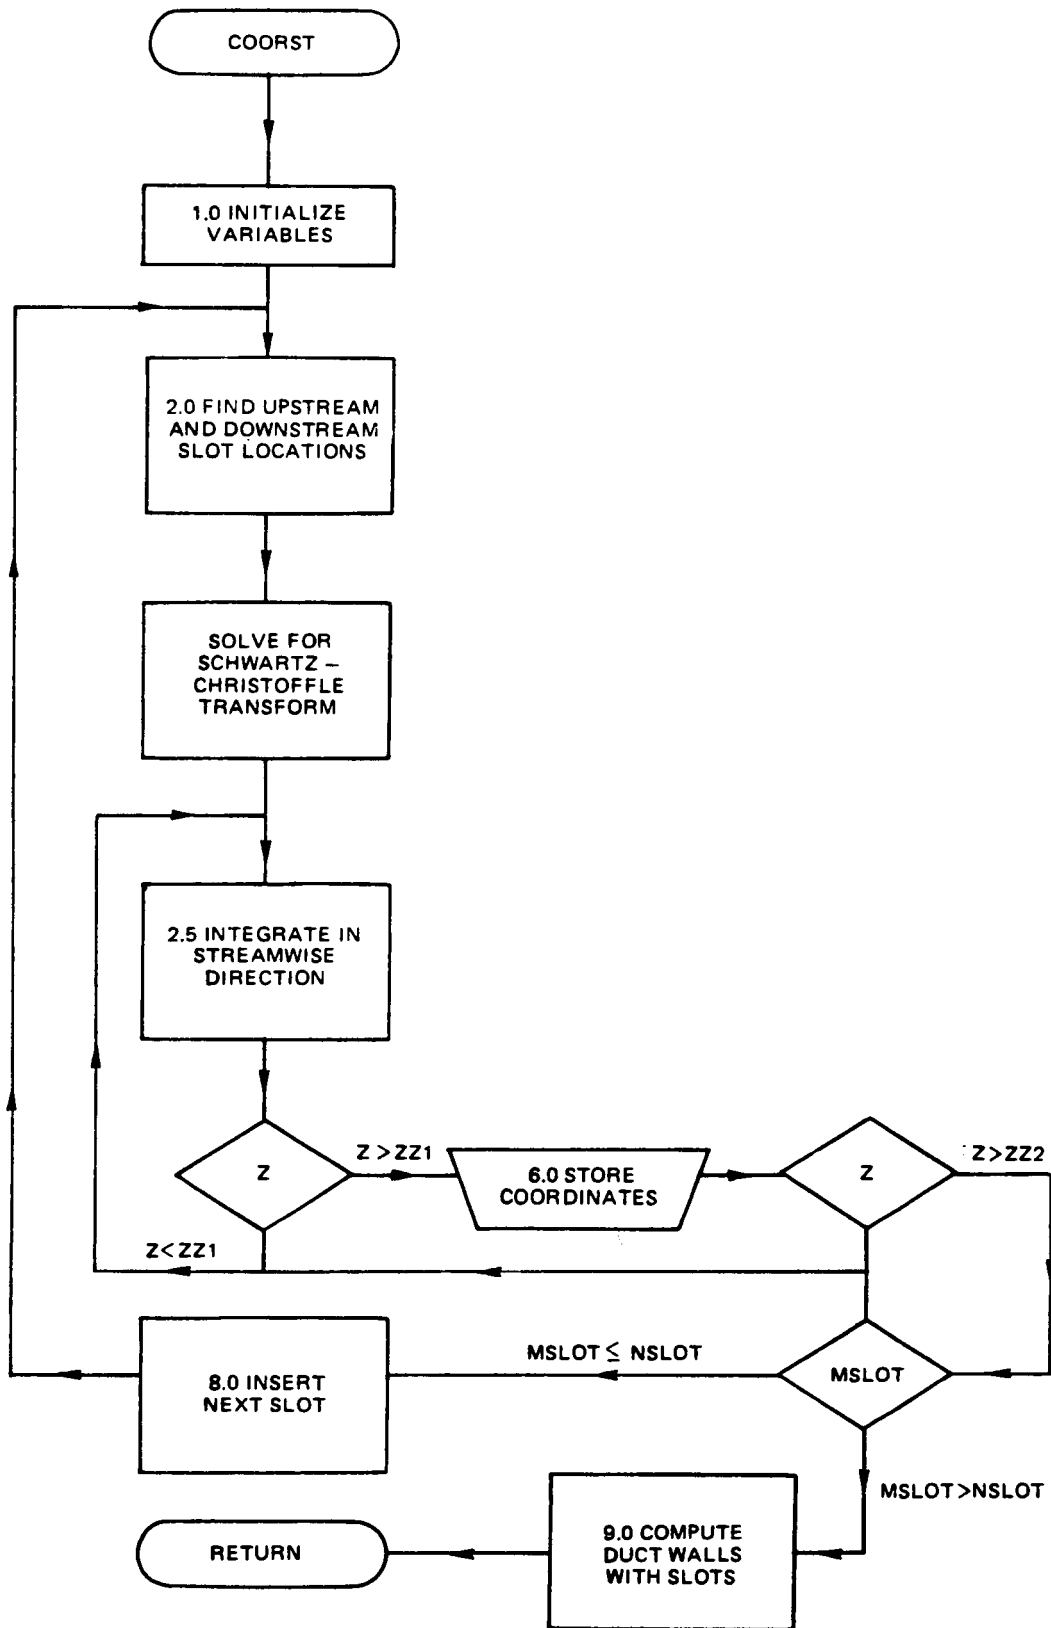 COORST
1.0 INITIALIZE
VARIABLES
2.0 FIND UPSTREAM
AND DOWNSTREAM
SLOT LOCATIONS
SOLVE FOR
SCHWARTZ –
CHRISTOFFLE
TRANSFORM
2.5 INTEGRATE IN
STREAMWISE
DIRECTION
Z
Z > ZZ1
6.0 STORE
COORDINATES
Z
Z>ZZ2
Z<ZZ1
MSLOT ≤ NSLOT
MSLOT
8.0 INSERT
NEXT SLOT
MSLOT>NSLOT
9.0 COMPUTE
DUCT WALLS
WITH SLOTS
RETURN